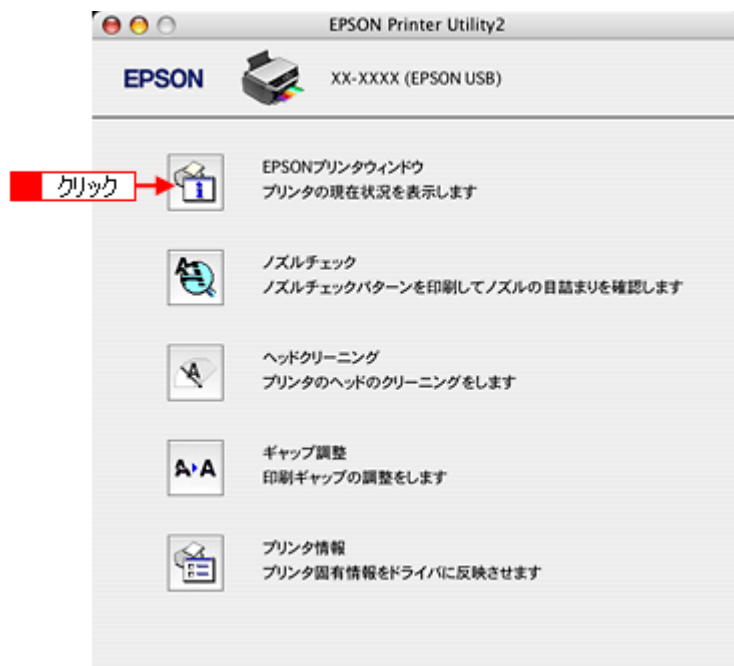 EPSON Printer Utility2
EPSON
XX-XXXX (EPSON USB)
クリック
EPSONプリンタウィンドウ
プリンタの現在状況を表示します
ノズルチェック
ノズルチェックパターンを印刷してノズルの目詰まりを確認します
ヘッドクリーニング
プリンタのヘッドのクリーニングをします
A A
ギャップ調整
印刷ギャップの調整をします
プリンタ情報
プリンタ固有情報をドライバに反映させます